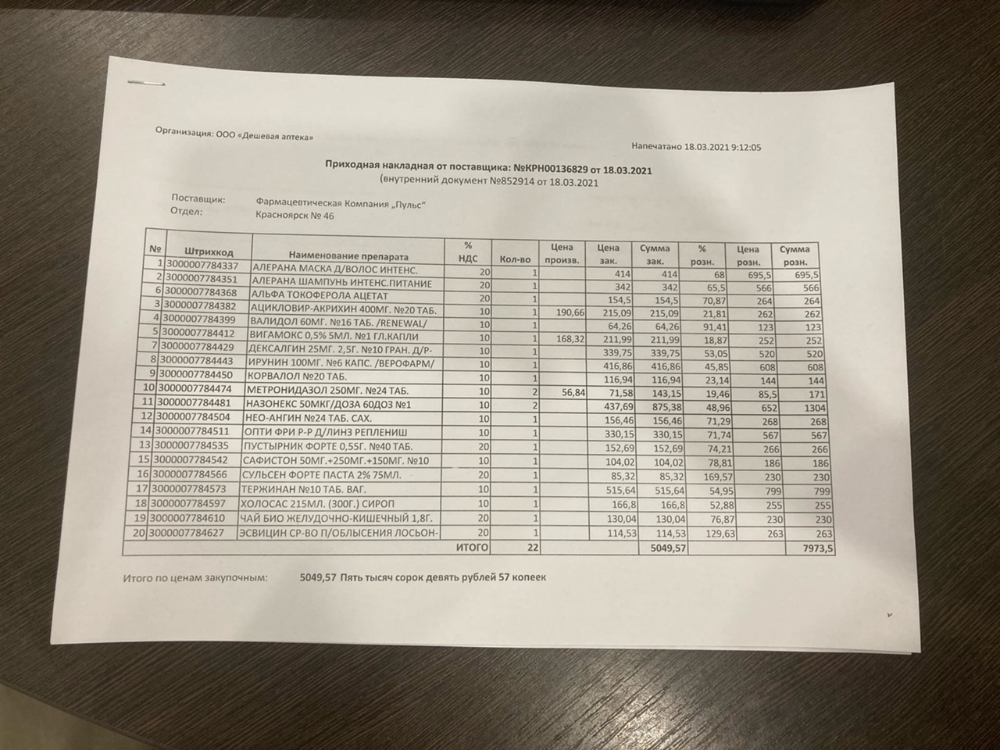 Организация: ООО «Дешевая аптека»
Напечатано 18.03.2021 9:12:05
Приходная накладная от поставщика: №КРН00136829 от 18.03.2021
(внутренний документ №852914 от 18.03.2021
Поставщик: Фармацевтическая Компания „Пульс“
Отдел: Красноярск № 46
№ Штрихкод Наименование препарата % НДС Кол-во Цена произв. Цена зак. Сумма зак. % розн. Цена розн. Сумма розн.
1 3000007784337 АЛЕРАНА МАСКА Д/ВОЛОС ИНТЕНС. 20 1 414 414 68 695,5 695,5
2 3000007784351 АЛЕРАНА ШАМПУНЬ ИНТЕНС.ПИТАНИЕ 20 1 342 342 65,5 566 566
6 3000007784368 АЛЬФА ТОКОФЕРОЛА АЦЕТАТ 20 1 154,5 154,5 70,87 264 264
3 3000007784382 АЦИКЛОВИР-АКРИХИН 400МГ. №20 ТАБ. 10 1 190,66 215,09 215,09 21,81 262 262
4 3000007784399 ВАЛИДОЛ 60МГ. №16 ТАБ. /RENEWAL/ 10 1 64,26 64,26 91,41 123 123
5 3000007784412 ВИГАМОКС 0,5% 5МЛ. №1 ГЛ.КАПЛИ 10 1 168,32 211,99 211,99 18,87 252 252
7 3000007784429 ДЕКСАЛГИН 25МГ. 2,5Г. №10 ГРАН. Д/Р- 10 1 339,75 339,75 53,05 520 520
8 3000007784443 ИРУНИН 100МГ. №6 КАПС. /ВЕРОФАРМ/ 10 1 416,86 416,86 45,85 608 608
9 3000007784450 КОРВАЛОЛ №20 ТАБ. 10 1 116,94 116,94 23,14 144 144
10 3000007784474 МЕТРОНИДАЗОЛ 250МГ. №24 ТАБ. 10 2 56,84 71,58 143,15 19,46 85,5 171
11 3000007784481 НАЗОНЕКС 50МКГ/ДОЗА 60ДОЗ №1 10 2 437,69 875,38 48,96 652 1304
12 3000007784504 НЕО-АНГИН №24 ТАБ. САХ. 10 1 156,46 156,46 71,29 268 268
14 3000007784511 ОПТИ ФРИ Р-Р Д/ЛИНЗ РЕПЛЕНИШ 10 1 330,15 330,15 71,74 567 567
13 3000007784535 ПУСТЫРНИК ФОРТЕ 0,55Г. №40 ТАБ. 20 1 152,69 152,69 74,21 266 266
15 3000007784542 САФИСТОН 50МГ.+250МГ.+150МГ. №10 10 1 104,02 104,02 78,81 186 186
16 3000007784566 СУЛЬСЕН ФОРТЕ ПАСТА 2% 75МЛ. 20 1 85,32 85,32 169,57 230 230
17 3000007784573 ТЕРЖИНАН №10 ТАБ. ВАГ. 10 1 515,64 515,64 54,95 799 799
18 3000007784597 ХОЛОСАС 215МЛ. (300Г.) СИРОП 10 1 166,8 166,8 52,88 255 255
19 3000007784610 ЧАЙ БИО ЖЕЛУДОЧНО-КИШЕЧНЫЙ 1,8Г. 20 1 130,04 130,04 76,87 230 230
20 3000007784627 ЭСВИЦИН СР-ВО П/ОБЛЫСЕНИЯ ЛОСЬОН- 20 1 114,53 114,53 129,63 263 263
ИТОГО 22 5049,57 7973,5
Итого по ценам закупочным: 5049,57 Пять тысяч сорок девять рублей 57 копеек